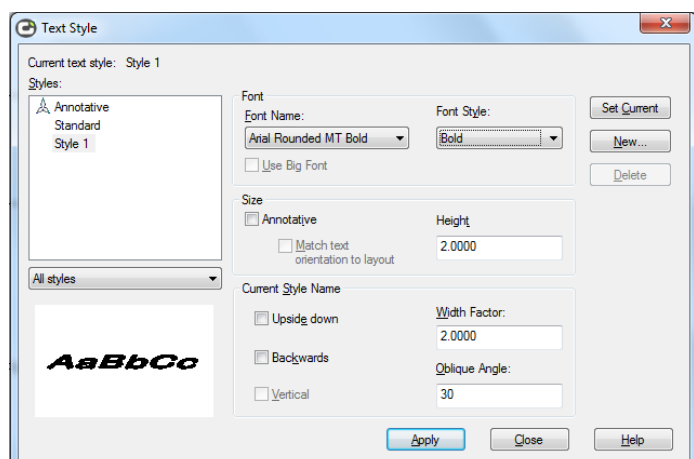 Text Style
Current text style: Style 1
Styles:
Annotative
Standard
Style 1
All styles
AaBbCc
Font
Font Name:
Arial Rounded MT Bold
Use Big Font
Font Style:
Bold
Size
Annotative
Match text
orientation to layout
Height
2.0000
Current Style Name
Upside down
Backwards
Vertical
Width Factor:
2.0000
Oblique Angle:
30
Set Current
New...
Delete
Apply
Close
Help